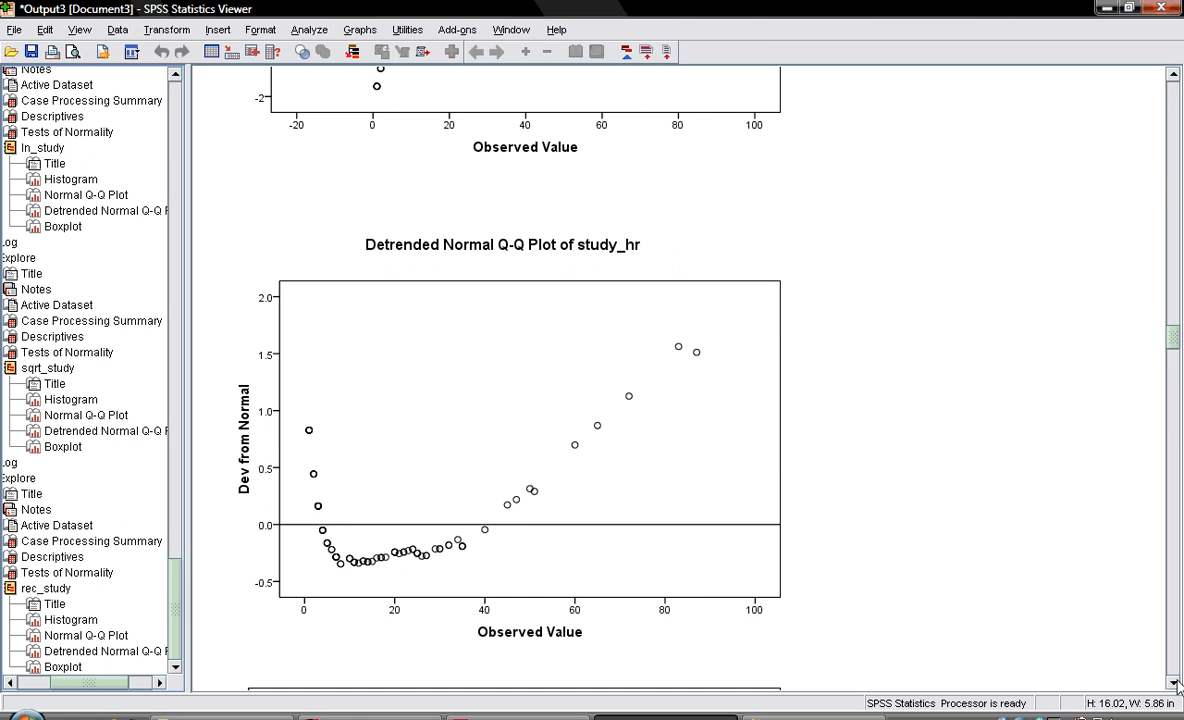 *Output3 [Document3] - SPSS Statistics Viewer
File Edit View Data Transform Insert Format Graphs Utilities Add-ons Window Help
Notes
Active Dataset
Case Processing Summary
Descriptives
Tests of Normality
ln_study
Title
Histogram
Normal Q-Q Plot
Detrended Normal Q-Q
Boxplot
.og
Explore
Title
Notes
Active Dataset
Case Processing Summary
Descriptives
Tests of Normality
sqrt_study
Title
Histogram
Normal Q-Q Plot
Detrended Normal Q-Q
Boxplot
.og
Explore
Title
Notes
Active Dataset
Case Processing Summary
Descriptives
Tests of Normality
rec_study
Title
Histogram
Normal Q-Q Plot
Detrended Normal Q-Q
Boxplot
-2
-20 0 20 40 60 80 100
Observed Value
Detrended Normal Q-Q Plot of study_hr
2.0
1.5
1.0
0.5
0.0
-0.5
Dev from Normal
0 20 40 60 80 100
Observed Value
SPSS Statistics Processor is ready
H: 16.02, W: 5.86 in